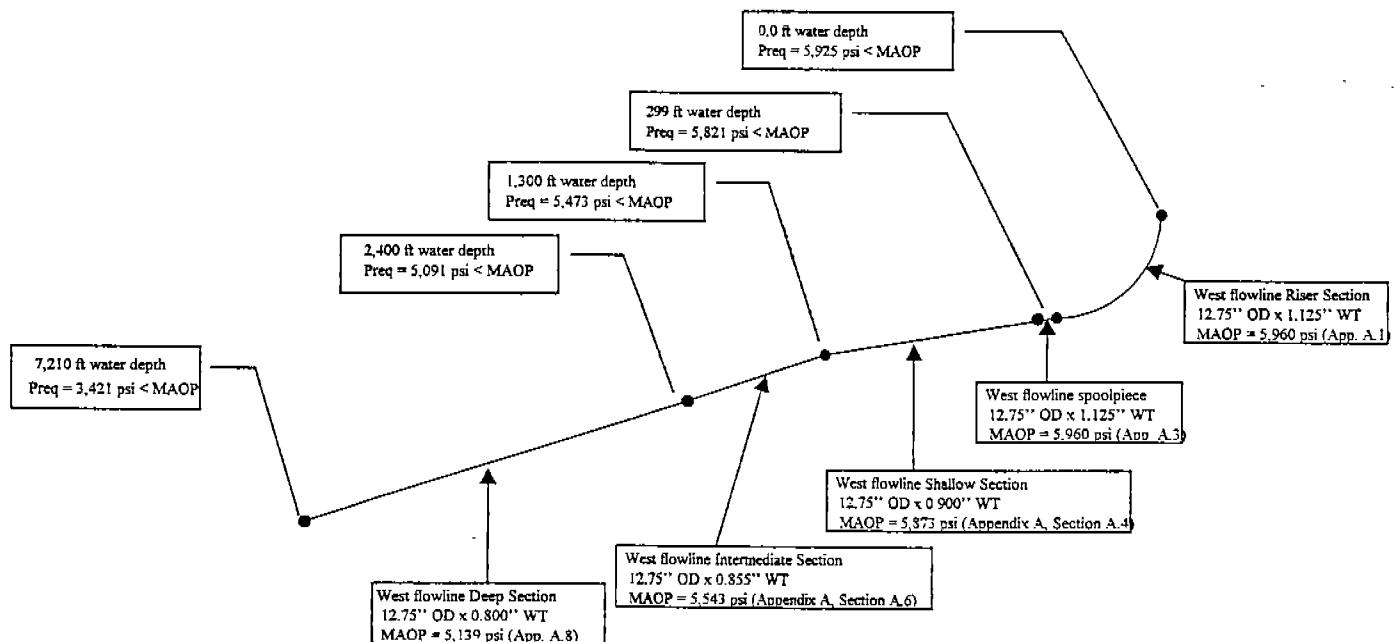 0.0 ft water depth
Preq = 5,925 psi < MAOP
299 ft water depth
Preq = 5,821 psi < MAOP
1,300 ft water depth
Preq = 5,473 psi < MAOP
2,400 ft water depth
Preq = 5,091 psi < MAOP
7,210 ft water depth
Preq = 3,421 psi < MAOP
West flowline Riser Section
12.75'' OD x 1.125'' WT
MAOP = 5,960 psi (App. A.1)
West flowline spoolpiece
12.75'' OD x 1.125'' WT
MAOP = 5,960 psi (App. A.3)
West flowline Shallow Section
12.75'' OD x 0.900'' WT
MAOP = 5,873 psi (Appendix A, Section A.4)
West flowline Intermediate Section
12.75'' OD x 0.855'' WT
MAOP = 5,543 psi (Appendix A, Section A.6)
West flowline Deep Section
12.75'' OD x 0.800'' WT
MAOP = 5,139 psi (App. A.8)